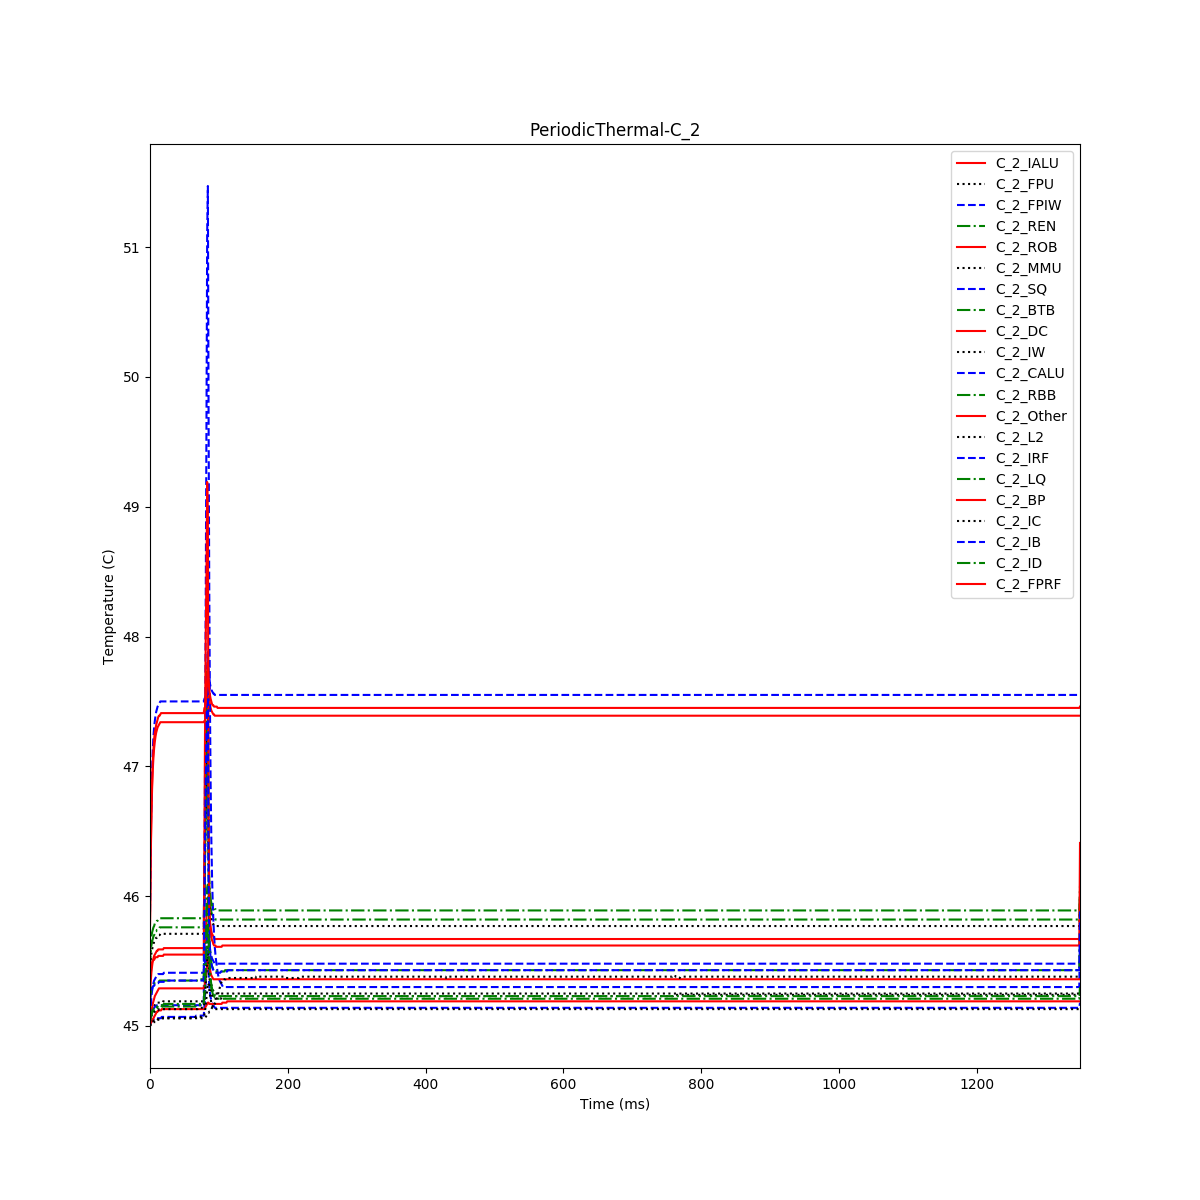 PeriodicThermal-C_2
C_2_IALU
C_2_FPU
C_2_FPIW
C_2_REN
C_2_ROB
C_2_MMU
C_2_SQ
C_2_BTB
C_2_DC
C_2_IW
C_2_CALU
C_2_RBB
C_2_Other
C_2_L2
C_2_IRF
C_2_LQ
C_2_BP
C_2_IC
C_2_IB
C_2_ID
C_2_FPRF
Temperature (C)
51
50
49
48
47
46
45
0 200 400 600 800 1000 1200
Time (ms)